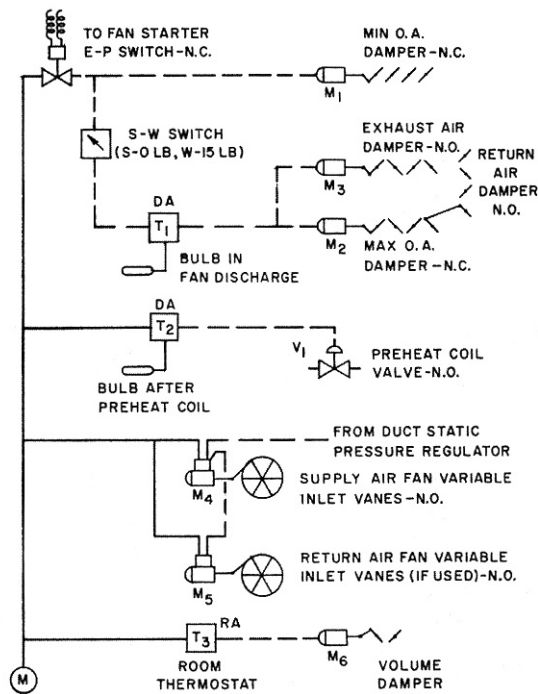 TO FAN STARTER
E-P SWITCH-N.C.
MIN O.A.
DAMPER-N.C.
M1
S-W SWITCH
(S-O LB, W-15 LB)
EXHAUST AIR
DAMPER-N.O.
RETURN
AIR
DAMPER
N.O.
M3
DA
T1
M2
MAX O.A.
DAMPER-N.C.
BULB IN
FAN DISCHARGE
DA
T2
V1
PREHEAT COIL
VALVE-N.O.
BULB AFTER
PREHEAT COIL
FROM DUCT STATIC
PRESSURE REGULATOR
M4
SUPPLY AIR FAN VARIABLE
INLET VANES-N.O.
M5
RETURN AIR FAN VARIABLE
INLET VANES (IF USED)-N.O.
T3
RA
M6
M
ROOM
THERMOSTAT
VOLUME
DAMPER